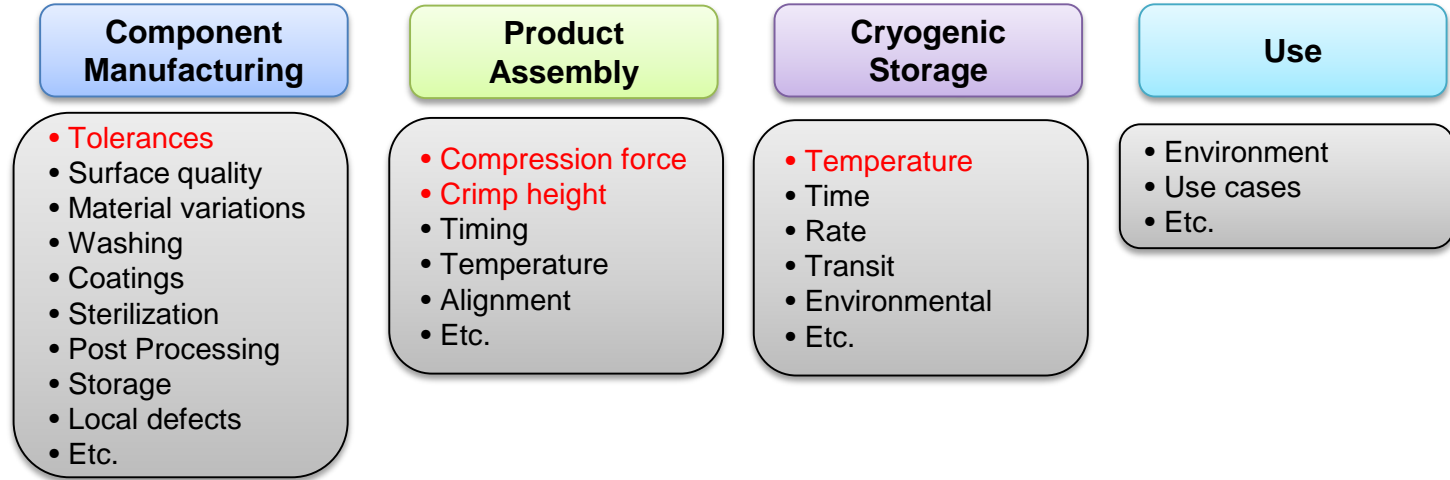 Component
Manufacturing
• Tolerances
• Surface quality
• Material variations
• Washing
• Coatings
• Sterilization
• Post Processing
• Storage
• Local defects
• Etc.
Product
Assembly
• Compression force
• Crimp height
• Timing
• Temperature
• Alignment
• Etc.
Cryogenic
Storage
• Temperature
• Time
• Rate
• Transit
• Environmental
• Etc.
Use
• Environment
• Use cases
• Etc.